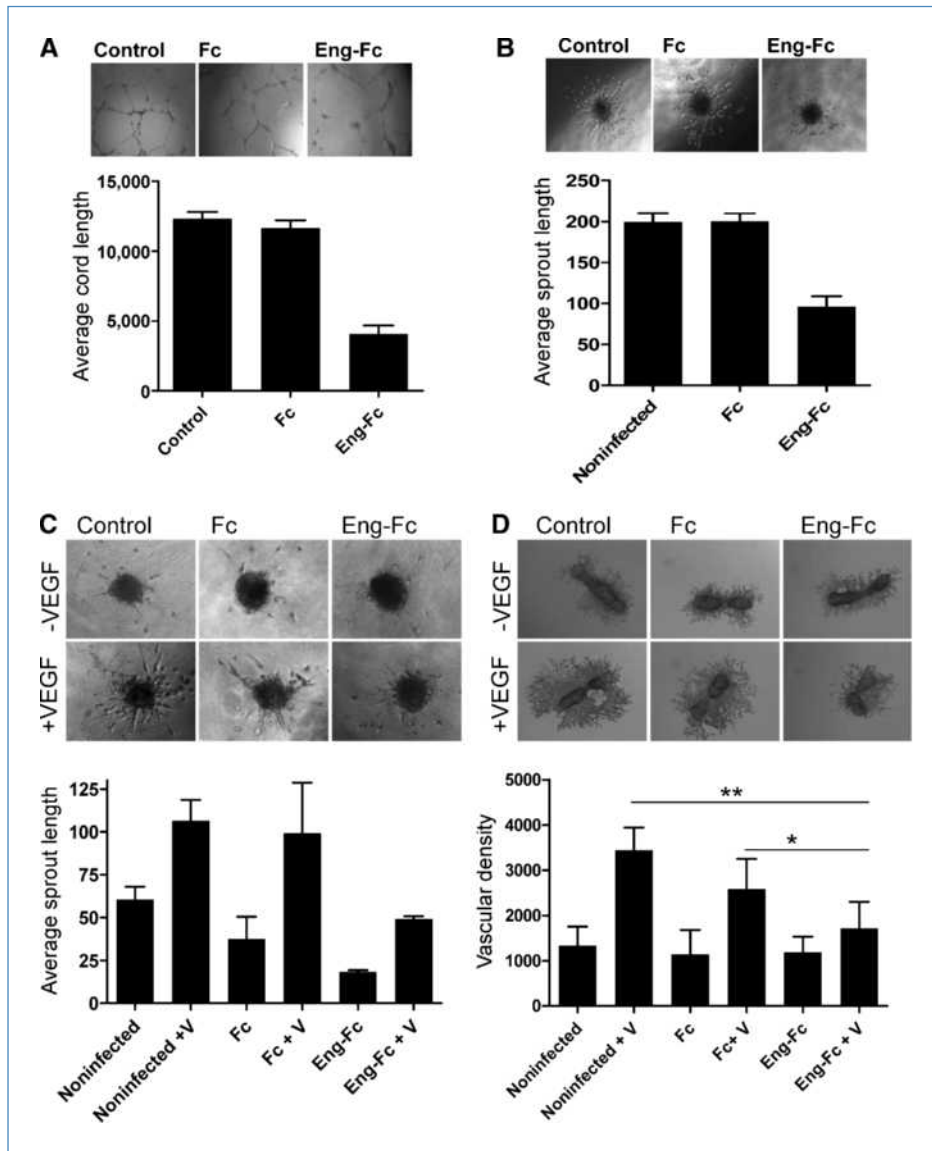 A
Control Fc Eng-Fc
Average cord length
15,000
10,000
5,000
0
Control
Fc
Eng-Fc
B
Control Fc Eng-Fc
Average sprout length
250
200
150
100
50
0
Noninfected
Fc
Eng-Fc
C
Control Fc Eng-Fc
-VEGF
+VEGF
Average sprout length
125
100
75
50
25
0
Noninfected
Noninfected +V
Fc
Fc + V
Eng-Fc
Eng-Fc + V
D
Control Fc Eng-Fc
-VEGF
+VEGF
Vascular density
5000
4000
3000
2000
1000
0
**
*
Noninfected
Noninfected + V
Fc
Fc+ V
Eng-Fc
Eng-Fc + V